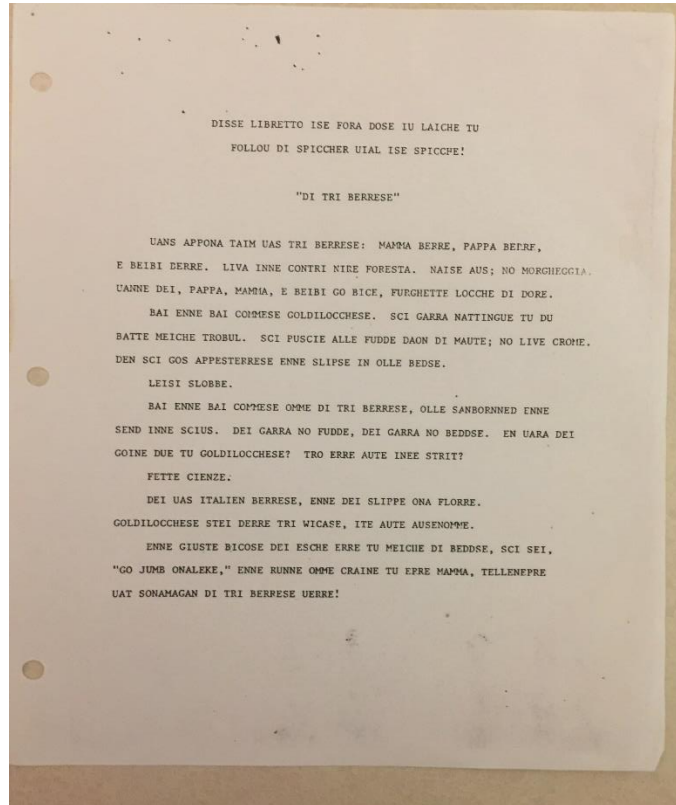 DISSE LIBRETTO ISE FORA DOSE IU LAICHE TU
FOLLOU DI SPICCHER UIAL ISE SPICCHE!
"DI TRI BERRESE"
UANS APPONA TAIM UAS TRI BERRESE: MAMMA BERRE, PAPPA BERRE,
E BEIBI BERRE. LIVA INNE CONTRI NIRE FORESTA. NAISE AUS; NO MORGHEGGIA.
UANNE DEI, PAPPA, MAMMA, E BEIBI GO BICE, FURGHETTE LOCCHE DI DORE.
BAI ENNE BAI COMMESE GOLDILOCCHESE. SCI GARRA NATTINGUE TU DU
BATTE MEICHE TROBUL. SCI PUSCIE ALLE FUDDE DAON DI MAUTE; NO LIVE CROME.
DEN SCI GOS APPESTERRESE ENNE SLIPSE IN OLLE BEDSE.
LEISI SLOBBE.
BAI ENNE BAI COMMESE OMME DI TRI BERRESE, OLLE SANBORNNED ENNE
SEND INNE SCIUS. DEI GARRA NO FUDDE, DEI GARRA NO BEDDSE. EN UARA DEI
GOINE DUE TU GOLDILOCCHESE? TRO ERRE AUTE INEE STRIT?
FETTE CIENZE.
DEI UAS ITALIEN BERRESE, ENNE DEI SLIPPE ONA FLORRE.
GOLDILOCCHESE STEI DERRE TRI WICASE, ITE AUTE AUSENOMME.
ENNE GIUSTE BICOSE DEI ESCHE ERRE TU MEICHE DI BEDDSE, SCI SEI,
"GO JUMB ONALEKE," ENNE RUNNE OMME CRAINE TU EPRE MAMMA, TELLENEPRE
UAT SONAMAGAN DI TRI BERRESE UERRE!